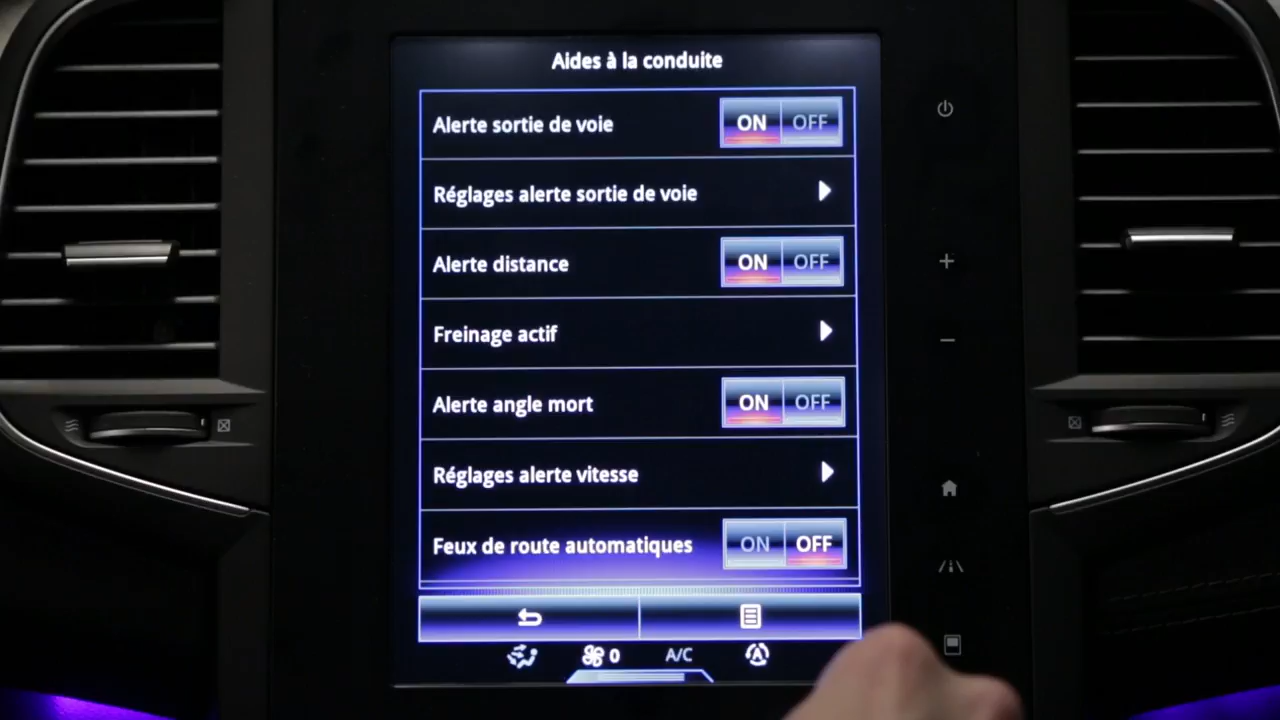 Aides à la conduite
Alerte sortie de voie ON OFF
Réglages alerte sortie de voie
Alerte distance ON OFF
Freinage actif
Alerte angle mort ON OFF
Réglages alerte vitesse
Feux de route automatiques ON OFF
0 A/C A